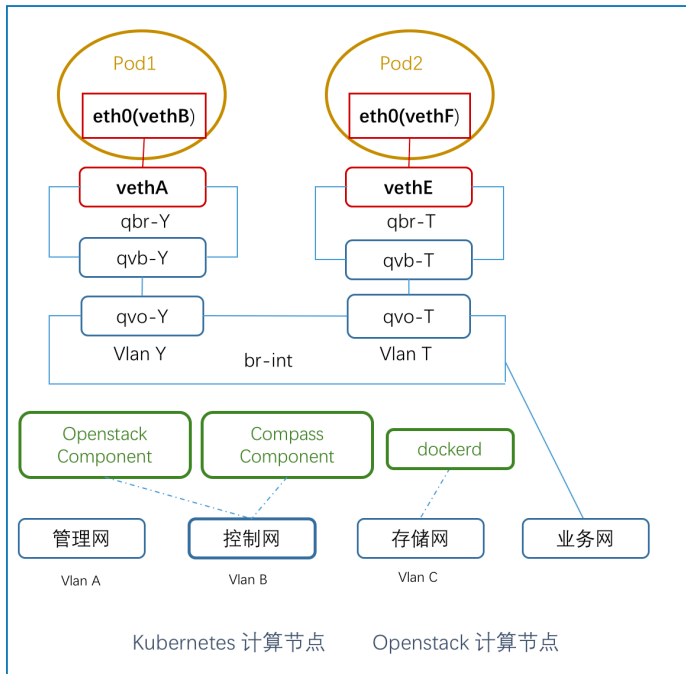 Pod1
Pod2
eth0(vethB)
eth0(vethF)
vethA
vethE
qbr-Y
qbr-T
qvb-Y
qvb-T
qvo-Y
qvo-T
Vlan Y
Vlan T
br-int
Openstack
Component
Compass
Component
dockerd
管理网
控制网
存储网
业务网
Vlan A
Vlan B
Vlan C
Kubernetes 计算节点
Openstack 计算节点